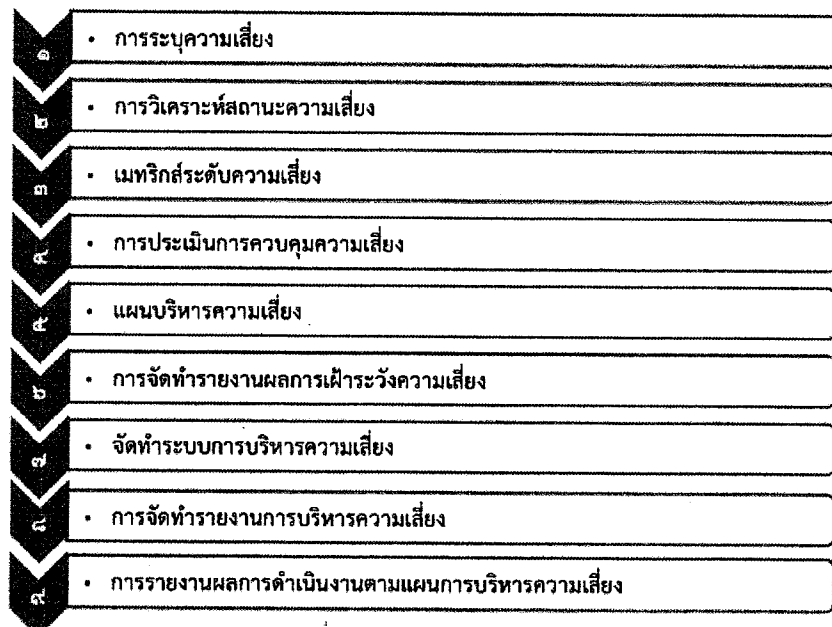 ๑ • การระบุความเสี่ยง
๒ • การวิเคราะห์สถานะความเสี่ยง
๓ • เมทริกส์ระดับความเสี่ยง
๔ • การประเมินการควบคุมความเสี่ยง
๕ • แผนบริหารความเสี่ยง
๖ • การจัดทำรายงานผลการเฝ้าระวังความเสี่ยง
๗ • จัดทำระบบการบริหารความเสี่ยง
๘ • การจัดทำรายงานการบริหารความเสี่ยง
๙ • การรายงานผลการดำเนินงานตามแผนการบริหารความเสี่ยง